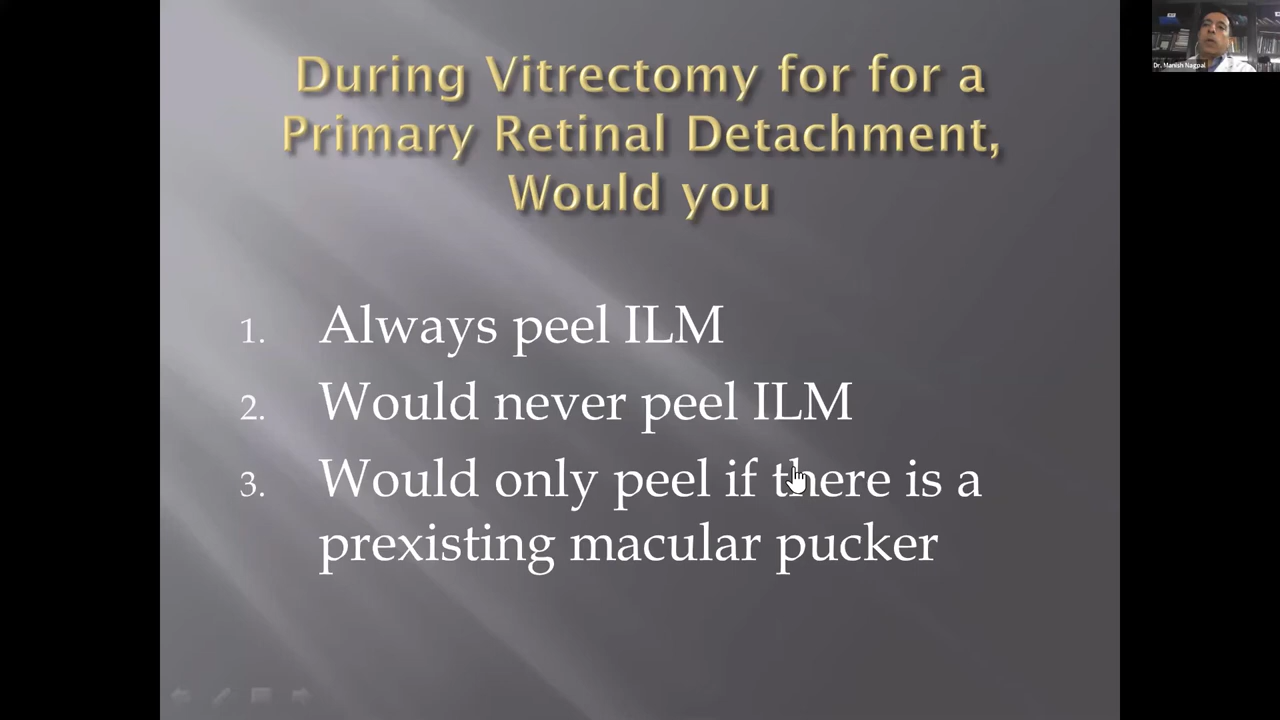 During Vitrectomy for for a
Primary Retinal Detachment,
Would you
1. Always peel ILM
2. Would never peel ILM
3. Would only peel if there is a
prexisting macular pucker
Dr. Manish Nagpal